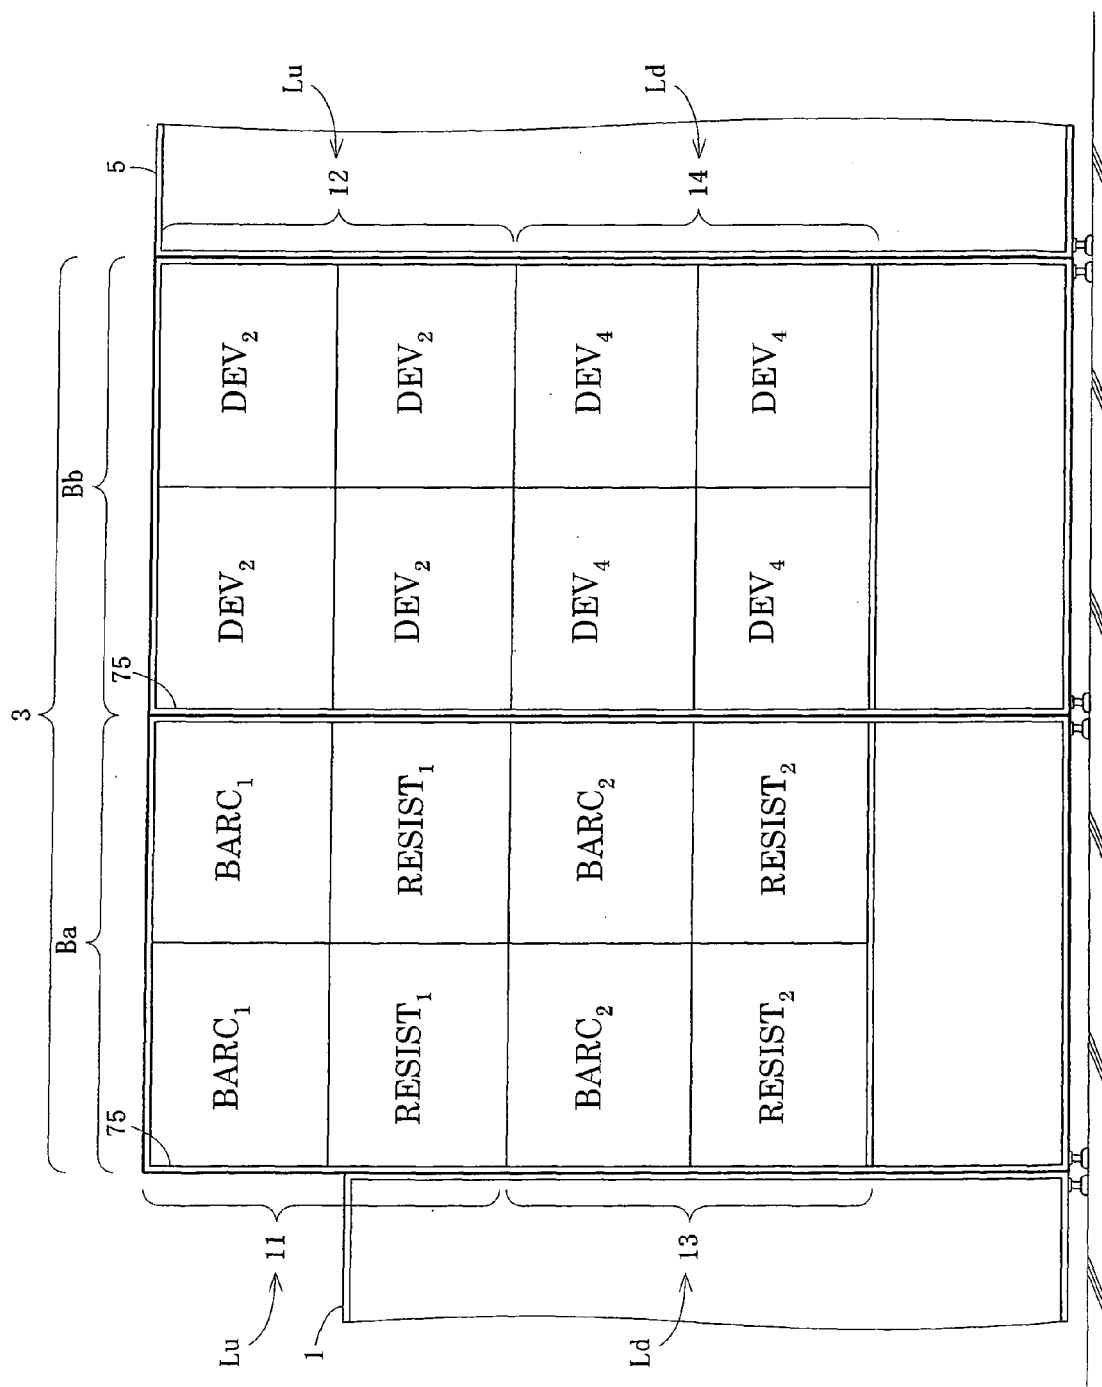 3
Ba Bb
75 75 5
BARC₁ BARC₁ DEV₂ DEV₂
Lu 11 12 Lu
1
RESIST₁ RESIST₁ DEV₂ DEV₂
BARC₂ BARC₂ DEV₄ DEV₄
Ld 13 14 Ld
RESIST₂ RESIST₂ DEV₄ DEV₄